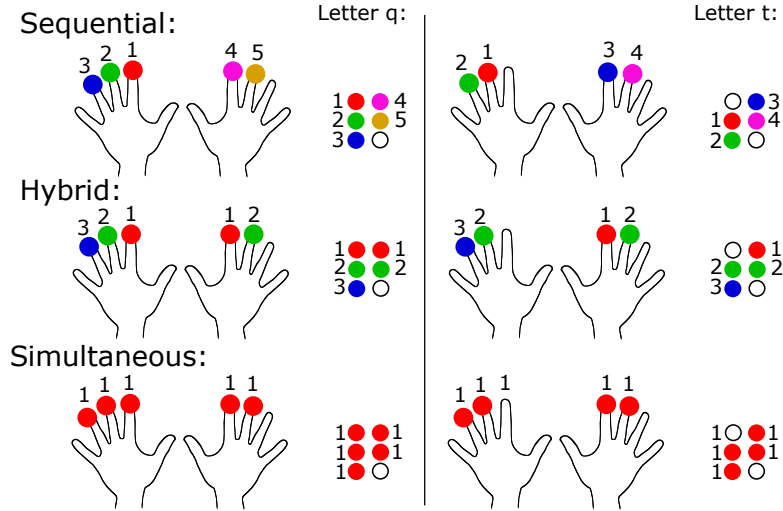 Sequential:
Letter q:
Letter t:
3 2 1 4 5
2 1 3 4
1 4
2 5
3
3
1 4
2
Hybrid:
3 2 1 1 2
3 2 1 2
1 1
2 2
3
1
2 2
3
Simultaneous:
Letter q:
Letter t:
1 1 1 1 1
1 1 1 1 1
1 1
1 1
1
1 1
1 1
1